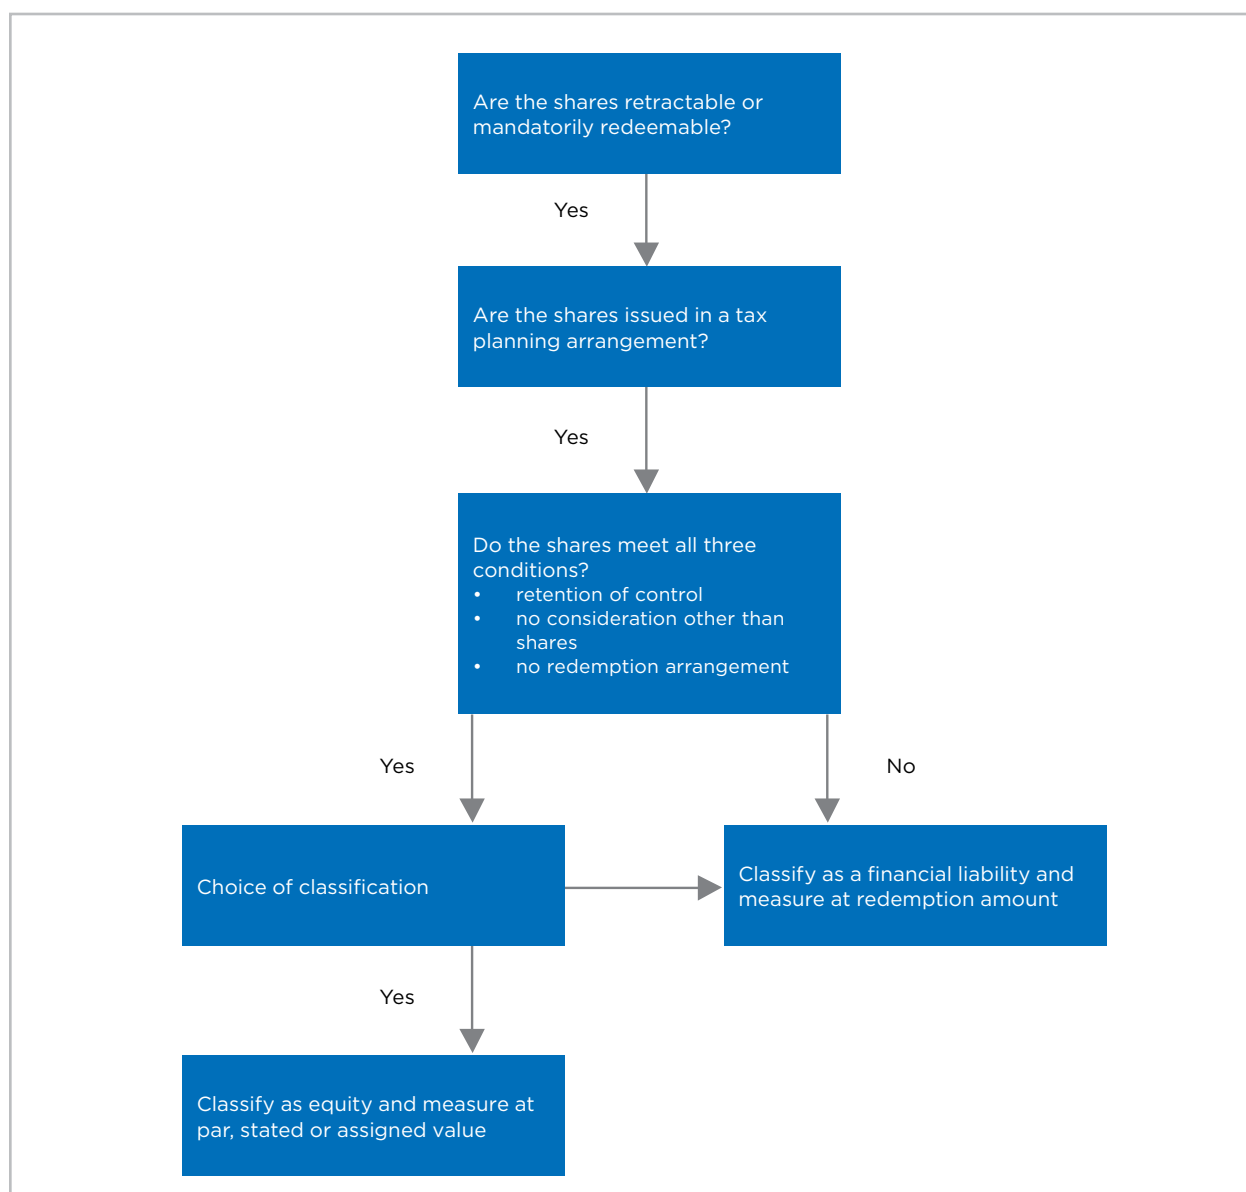 Are the shares retractable or
mandatorily redeemable?
Yes
Are the shares issued in a tax
planning arrangement?
Yes
Do the shares meet all three
conditions?
• retention of control
• no consideration other than
shares
• no redemption arrangement
Yes
No
Choice of classification
Classify as a financial liability and
measure at redemption amount
Yes
Classify as equity and measure at
par, stated or assigned value